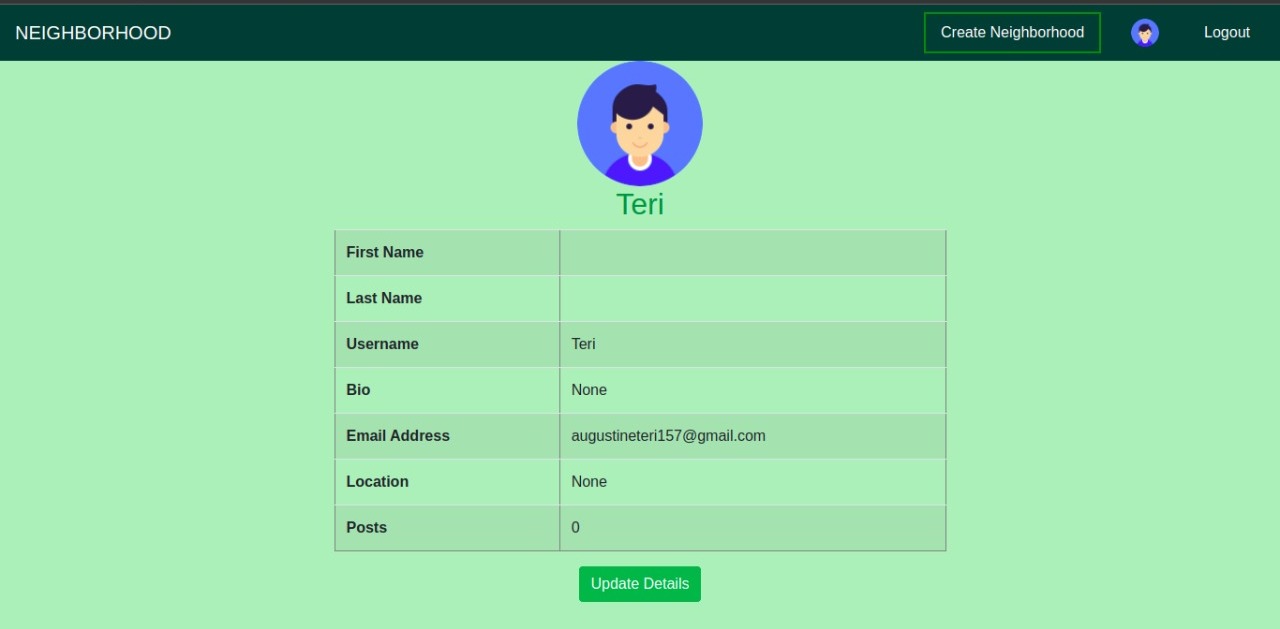 NEIGHBORHOOD Create Neighborhood Logout
Teri
First Name
Last Name
Username Teri
Bio None
Email Address augustineteri157@gmail.com
Location None
Posts 0
Update Details